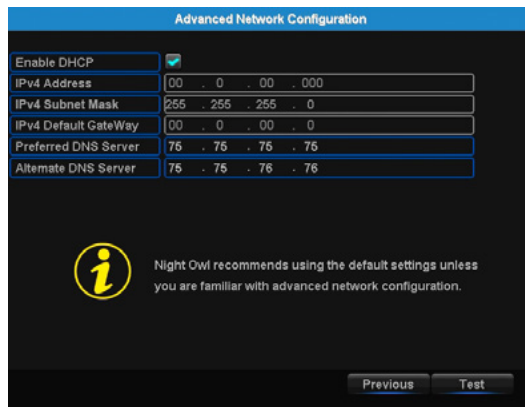 Advanced Network Configuration
Enable DHCP
IPv4 Address 00 . 0 . 00 . 000
IPv4 Subnet Mask 255 . 255 . 255 . 0
IPv4 Default GateWay 00 . 0 . 00 . 0
Preferred DNS Server 75 . 75 . 75 . 75
Alternate DNS Server 75 . 75 . 76 . 76
Night Owl recommends using the default settings unless
you are familiar with advanced network configuration.
Previous Test